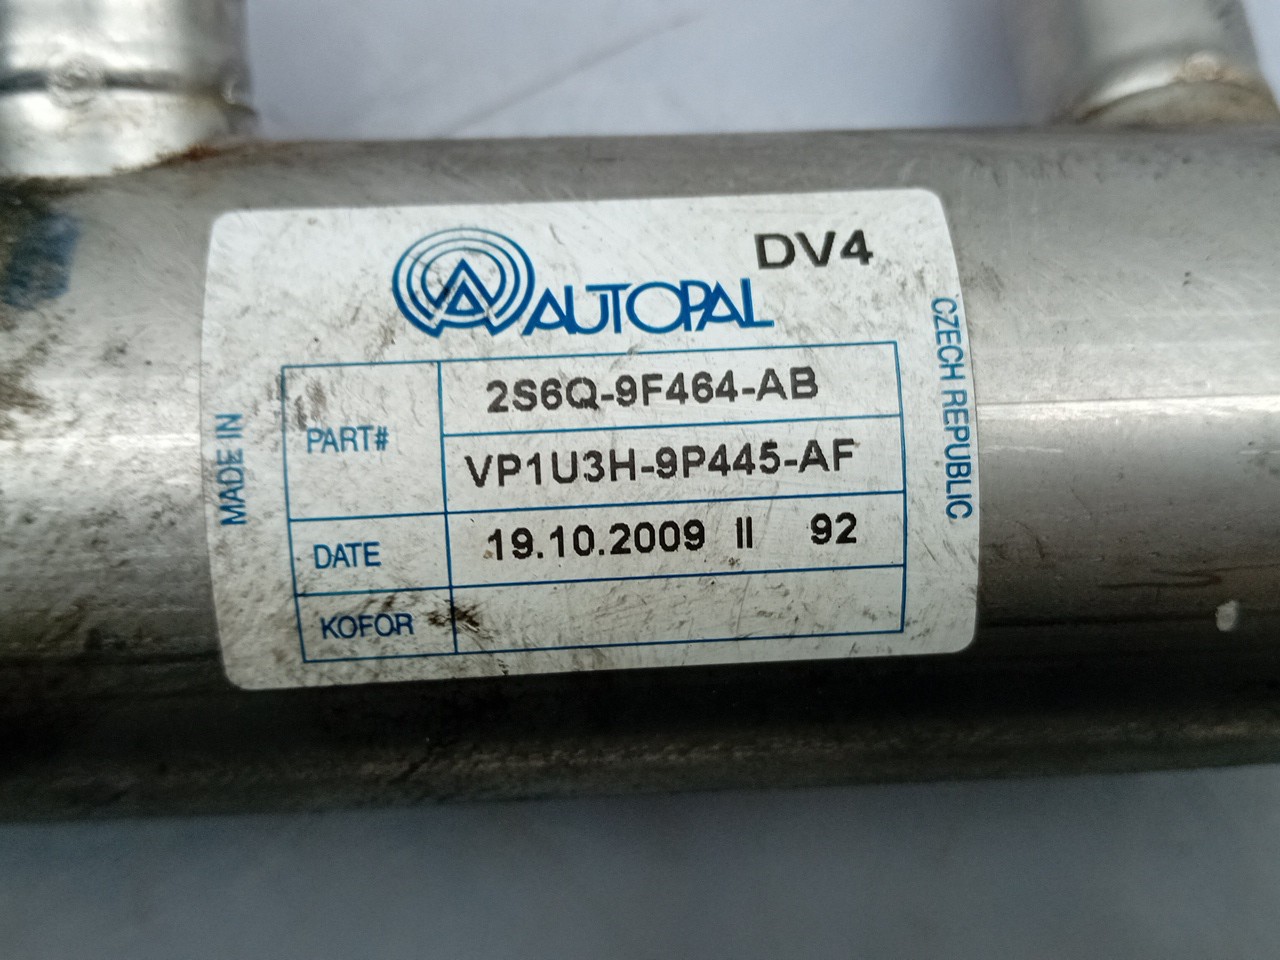 DV4
AUTOPAL
MADE IN
CZECH REPUBLIC
PART#
2S6Q-9F464-AB
VP1U3H-9P445-AF
DATE
19.10.2009 II 92
KOFOR